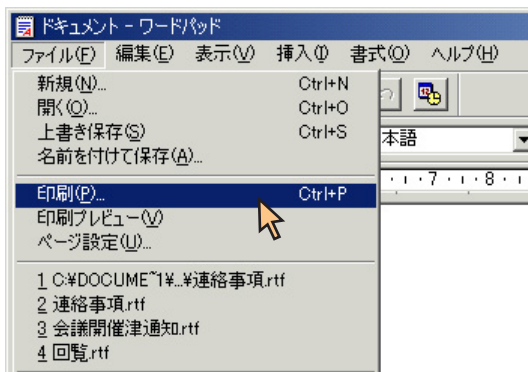 ドキュメント - ワードパッド
ファイル(F) 編集(E) 表示(V) 挿入(I) 書式(O) ヘルプ(H)
新規(N)... Ctrl+N
開く(O)... Ctrl+O
上書き保存(S) Ctrl+S
名前を付けて保存(A)...
本語
印刷(P)... Ctrl+P
・7・・8・
印刷プレビュー(V)
ページ設定(U)...
1 C:¥DOCUME~1¥...¥連絡事項.rtf
2 連絡事項.rtf
3 会議開催津通知.rtf
4 回覧.rtf